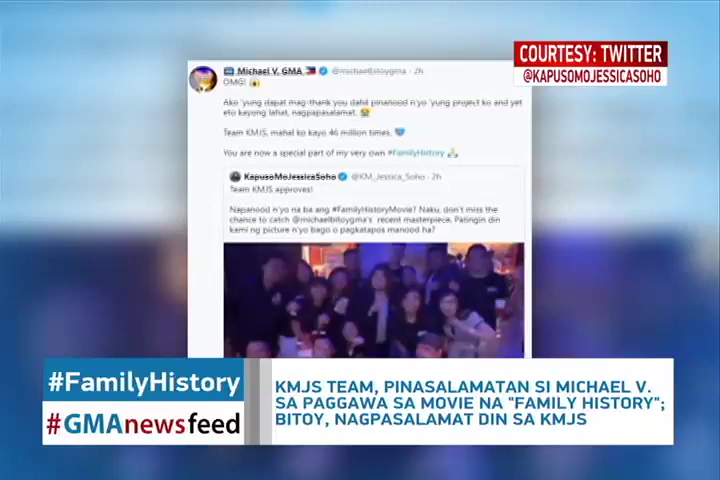 COURTESY: TWITTER
@KAPUSOMOJESSICASOHO
Michael V. GMA @michaelbitoygma · 2h
OMG!
Ako 'yung dapat mag-thank you dahil pinanood n'yo 'yung project ko and yet
eto kayong lahat, nagpapasalamat.
Team KMJS, mahal ko kayo 46 million times.
You are now a special part of my very own #FamilyHistory
KapusoMoJessicaSoho @KM_Jessica_Soho · 2h
Team KMJS approves!
Napanood n'yo na ba ang #FamilyHistoryMovie? Naku, don't miss the
chance to catch @michaelbitoygma's recent masterpiece. Patingin din
kami ng picture n'yo bago o pagkatapos manood ha?
#FamilyHistory
#GMAnewsfeed
KMJS TEAM, PINASALAMATAN SI MICHAEL V.
SA PAGGAWA SA MOVIE NA "FAMILY HISTORY";
BITOY, NAGPASALAMAT DIN SA KMJS